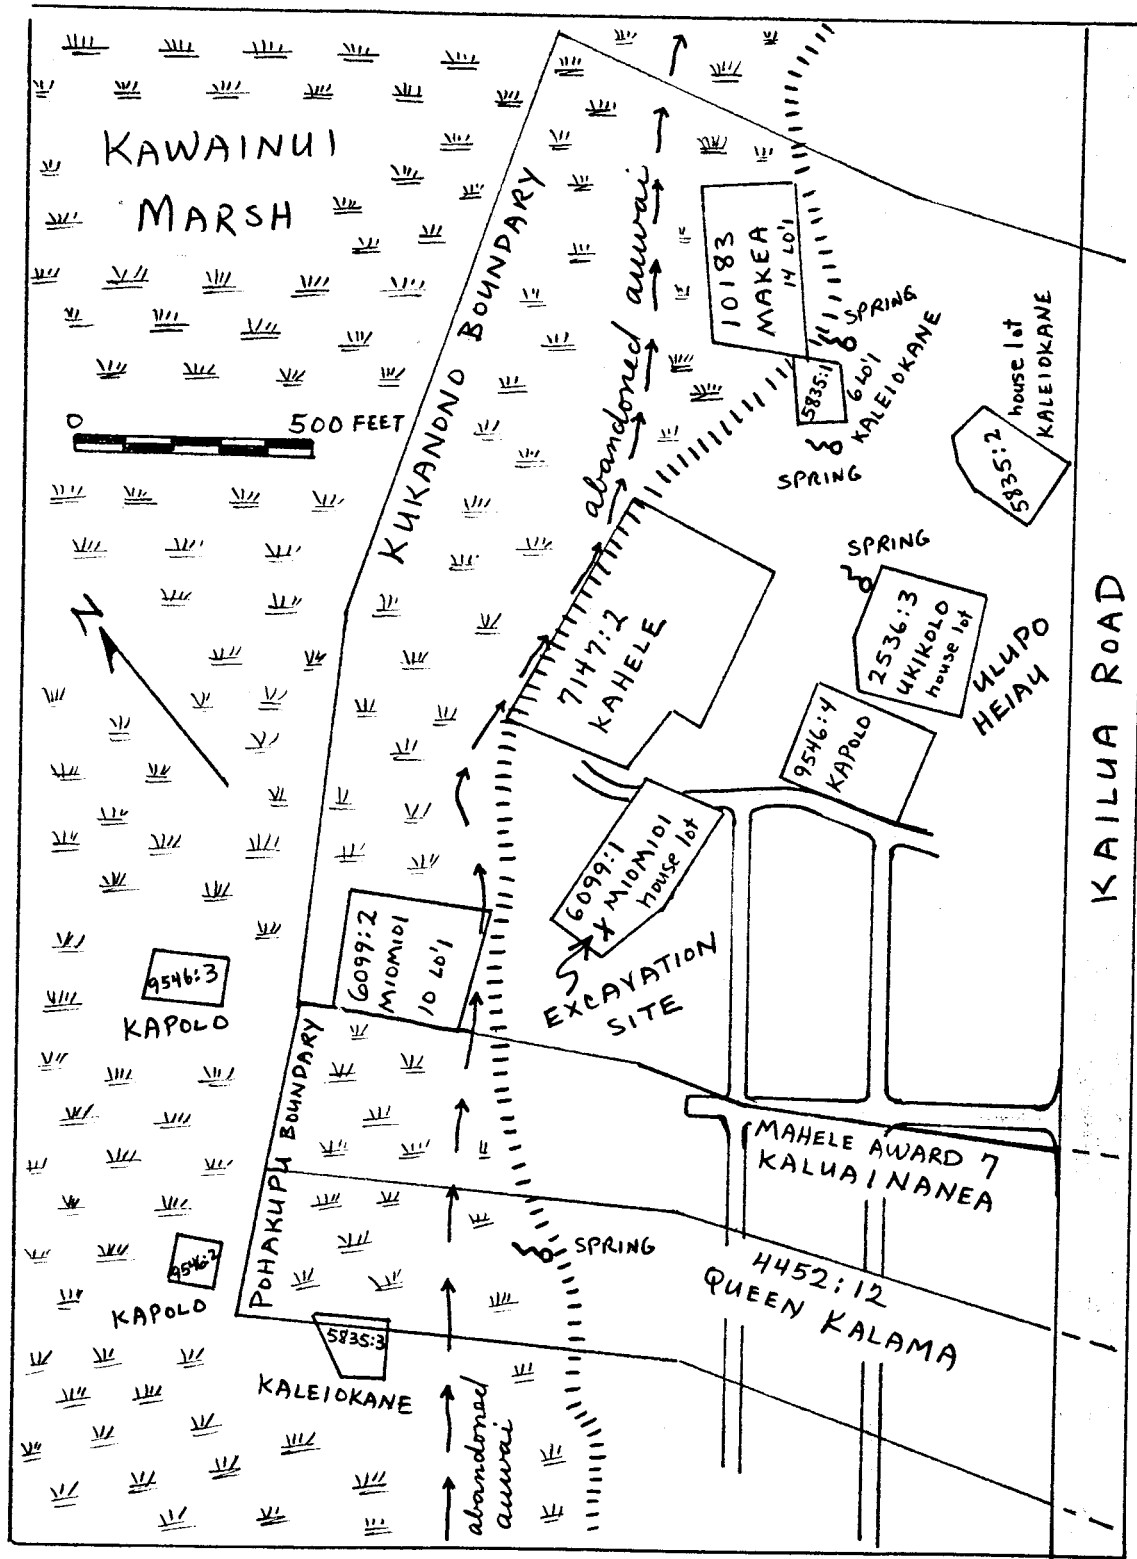 KAWAINUI
MARSH
0 500 FEET
N
KUKANONO BOUNDARY
abandoned auwai
10183
MAKEA
14 LO'I
SPRING
5835:1
6 LO'I
KALEIOKANE
SPRING
house lot
KALEIOKANE
5835:2
SPRING
2536:3
UKIKOLO
house lot
ULUPO
HEIAU
9546:4
KAPOLO
7147:2
KAHELE
6099:1
X MIOMIOI
house lot
EXCAVATION
SITE
6099:2
MIOMIOI
10 LO'I
9546:3
KAPOLO
POHAKUPU BOUNDARY
9546:2
KAPOLO
5835:3
KALEIOKANE
abandoned
auwai
SPRING
MAHELE AWARD 7
KALUAINANEA
4452:12
QUEEN KALAMA
KAILUA ROAD